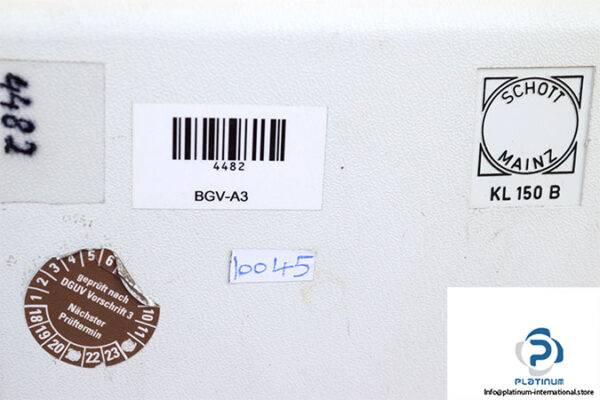 4482
4482
BGV-A3
SCHOTT
MAINZ
KL 150 B
10045
1 2 3 4 5 6
10 11
geprüft nach
DGUV Vorschrift 3
Nächster
Prüftermin
18 19 20 22 23
PLATINUM
Info@platinum-international.store